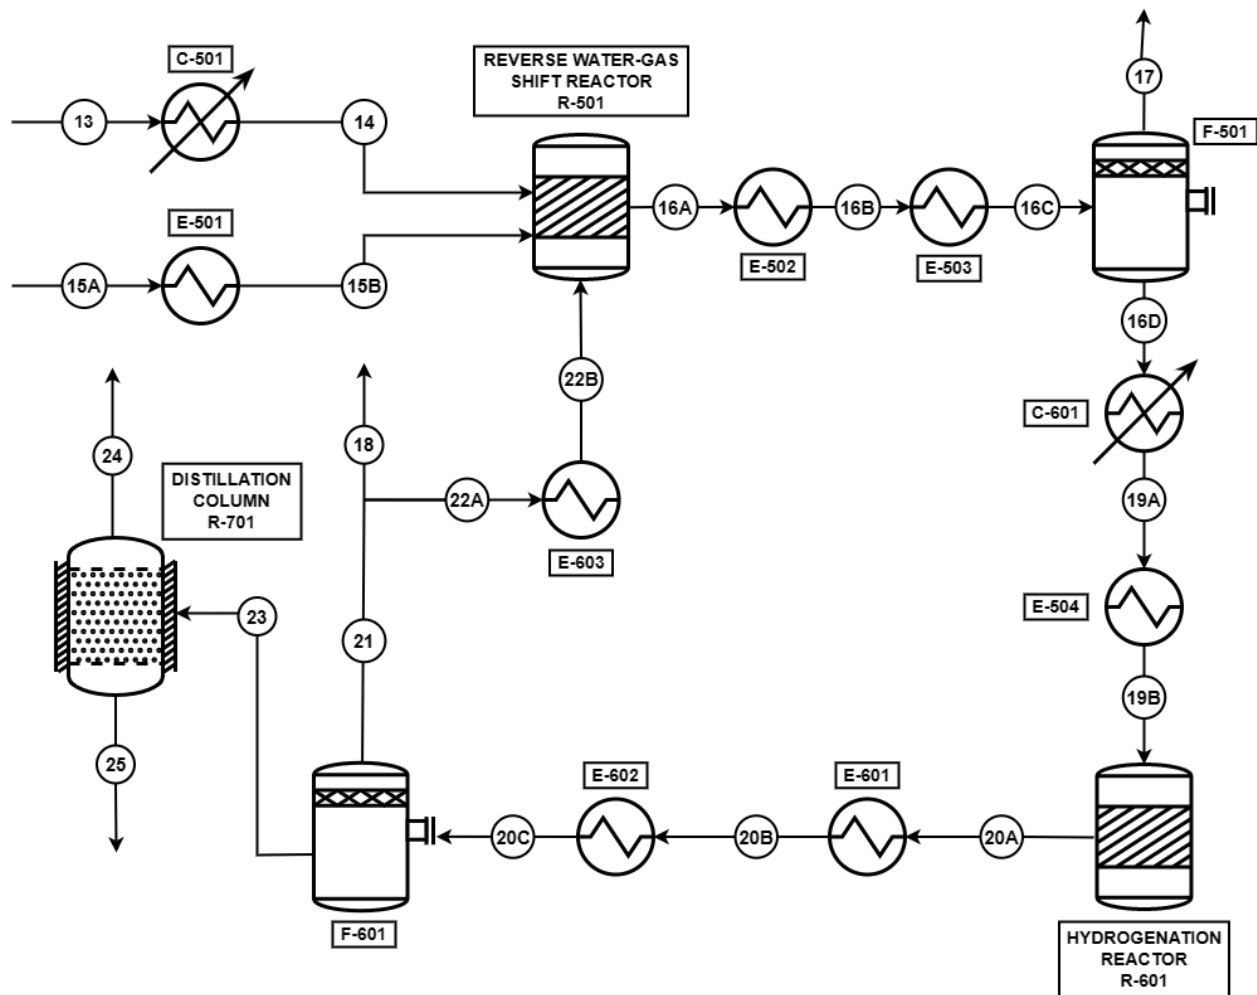 C-501
REVERSE WATER-GAS
SHIFT REACTOR
R-501
17
13
14
F-501
E-501
16A
16B
16C
15A
15B
E-502
E-503
16D
22B
C-601
18
24
DISTILLATION
COLUMN
R-701
22A
19A
E-603
E-504
23
21
19B
25
E-602
E-601
20C
20B
20A
F-601
HYDROGENATION
REACTOR
R-601